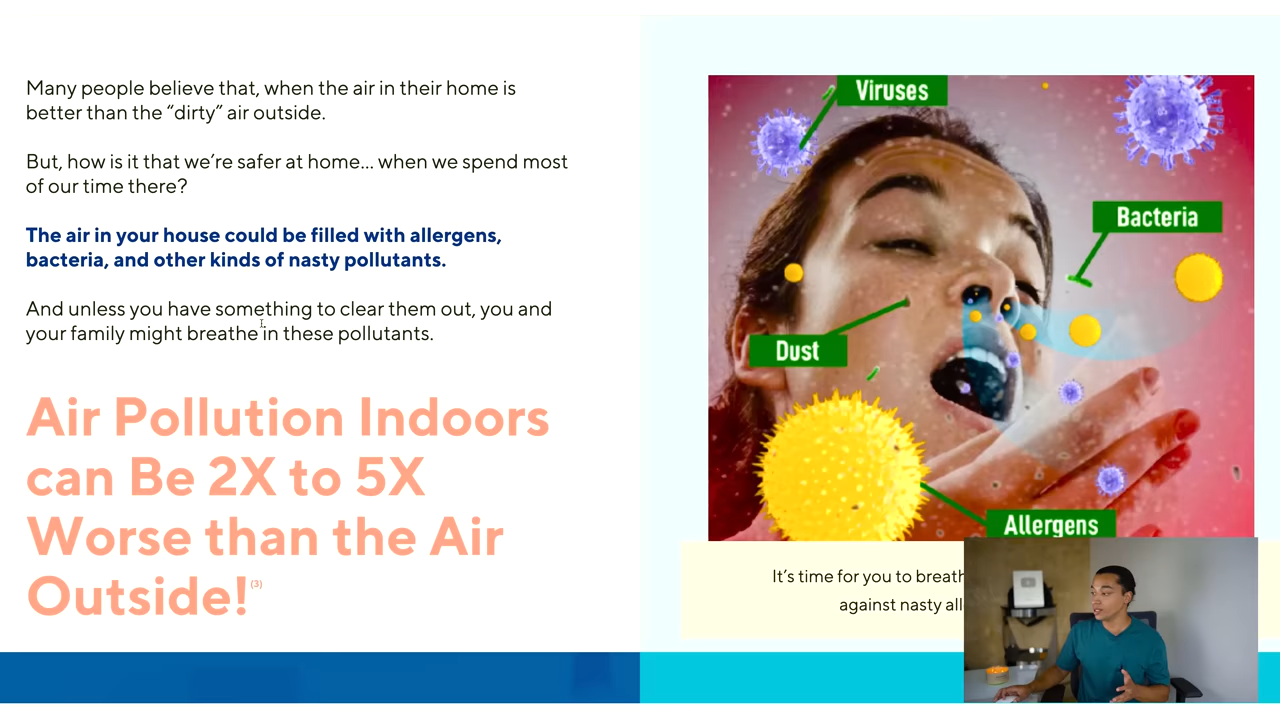 Many people believe that, when the air in their home is
better than the “dirty” air outside.
But, how is it that we’re safer at home... when we spend most
of our time there?
The air in your house could be filled with allergens,
bacteria, and other kinds of nasty pollutants.
And unless you have something to clear them out, you and
your family might breathe in these pollutants.
Air Pollution Indoors
can Be 2X to 5X
Worse than the Air
Outside!(3)
Viruses
Bacteria
Dust
Allergens
It’s time for you to
against nasty